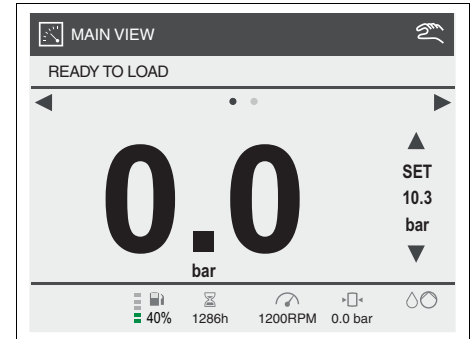 MAIN VIEW
READY TO LOAD
0.0
bar
SET
10.3
bar
40%
1286h
1200RPM
0.0 bar